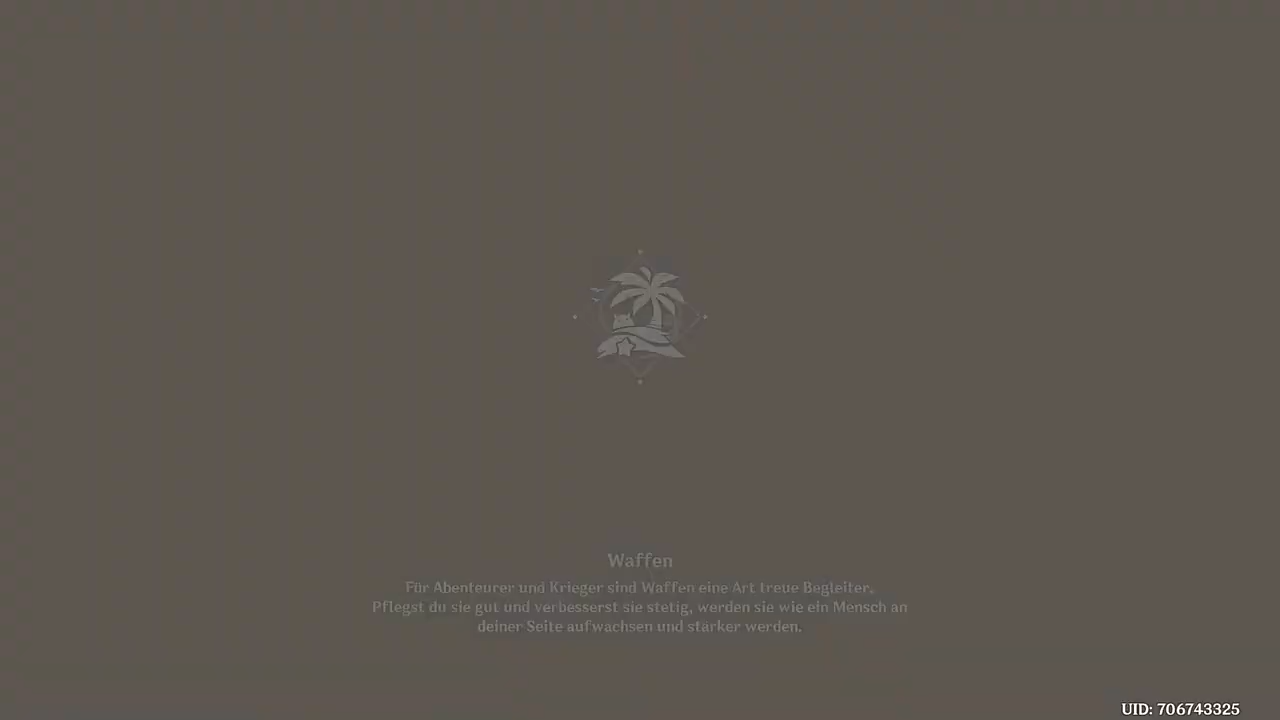 Waffen
Für Abenteurer und Krieger sind Waffen eine Art treue Begleiter.
Pflegst du sie gut und verbesserst sie stetig, werden sie wie ein Mensch an
deiner Seite aufwachsen und stärker werden.
UID: 706743325